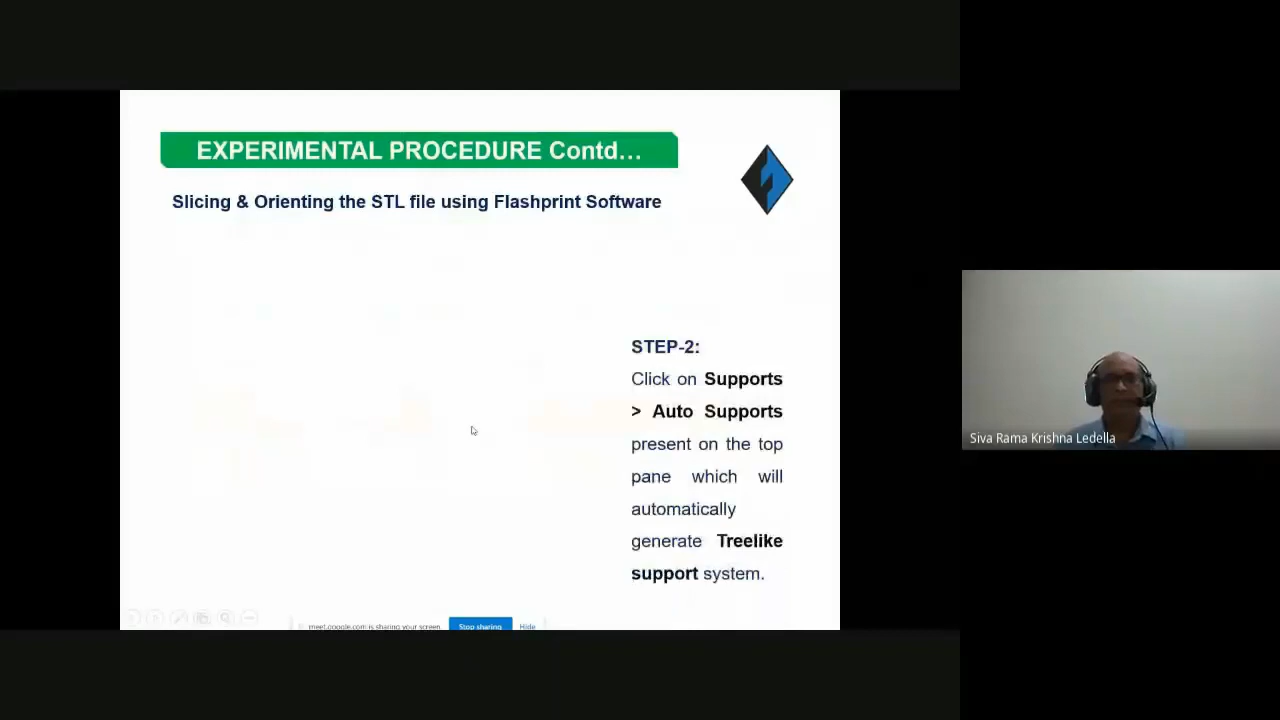 EXPERIMENTAL PROCEDURE Contd...
Slicing & Orienting the STL file using Flashprint Software
STEP-2:
Click on Supports
> Auto Supports
present on the top
pane which will
automatically
generate Treelike
support system.
Siva Rama Krishna Ledella
meet.google.com is sharing your screen.
Stop sharing
Hide